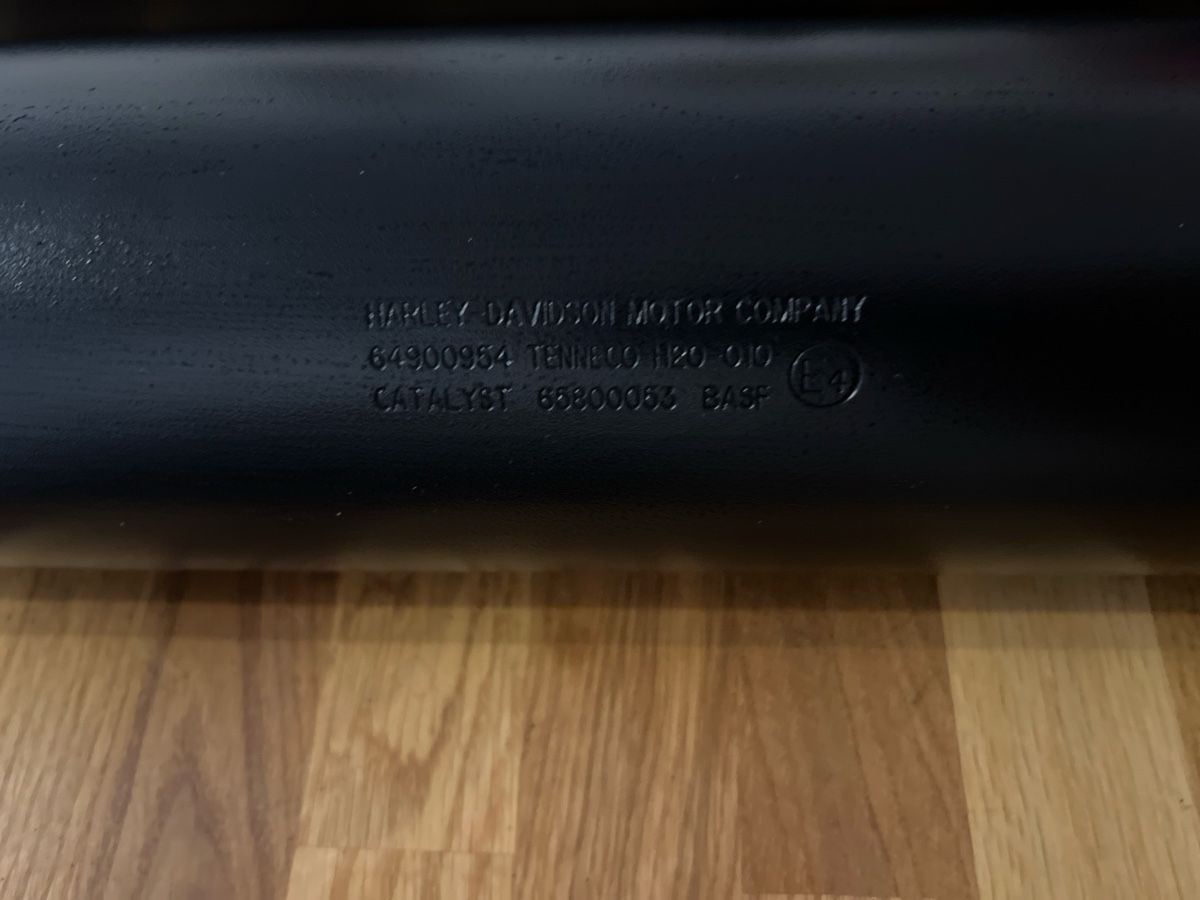 HARLEY-DAVIDSON MOTOR COMPANY
64900954 TENNECO H20-010
CATALYST 65800053 BASF
E4